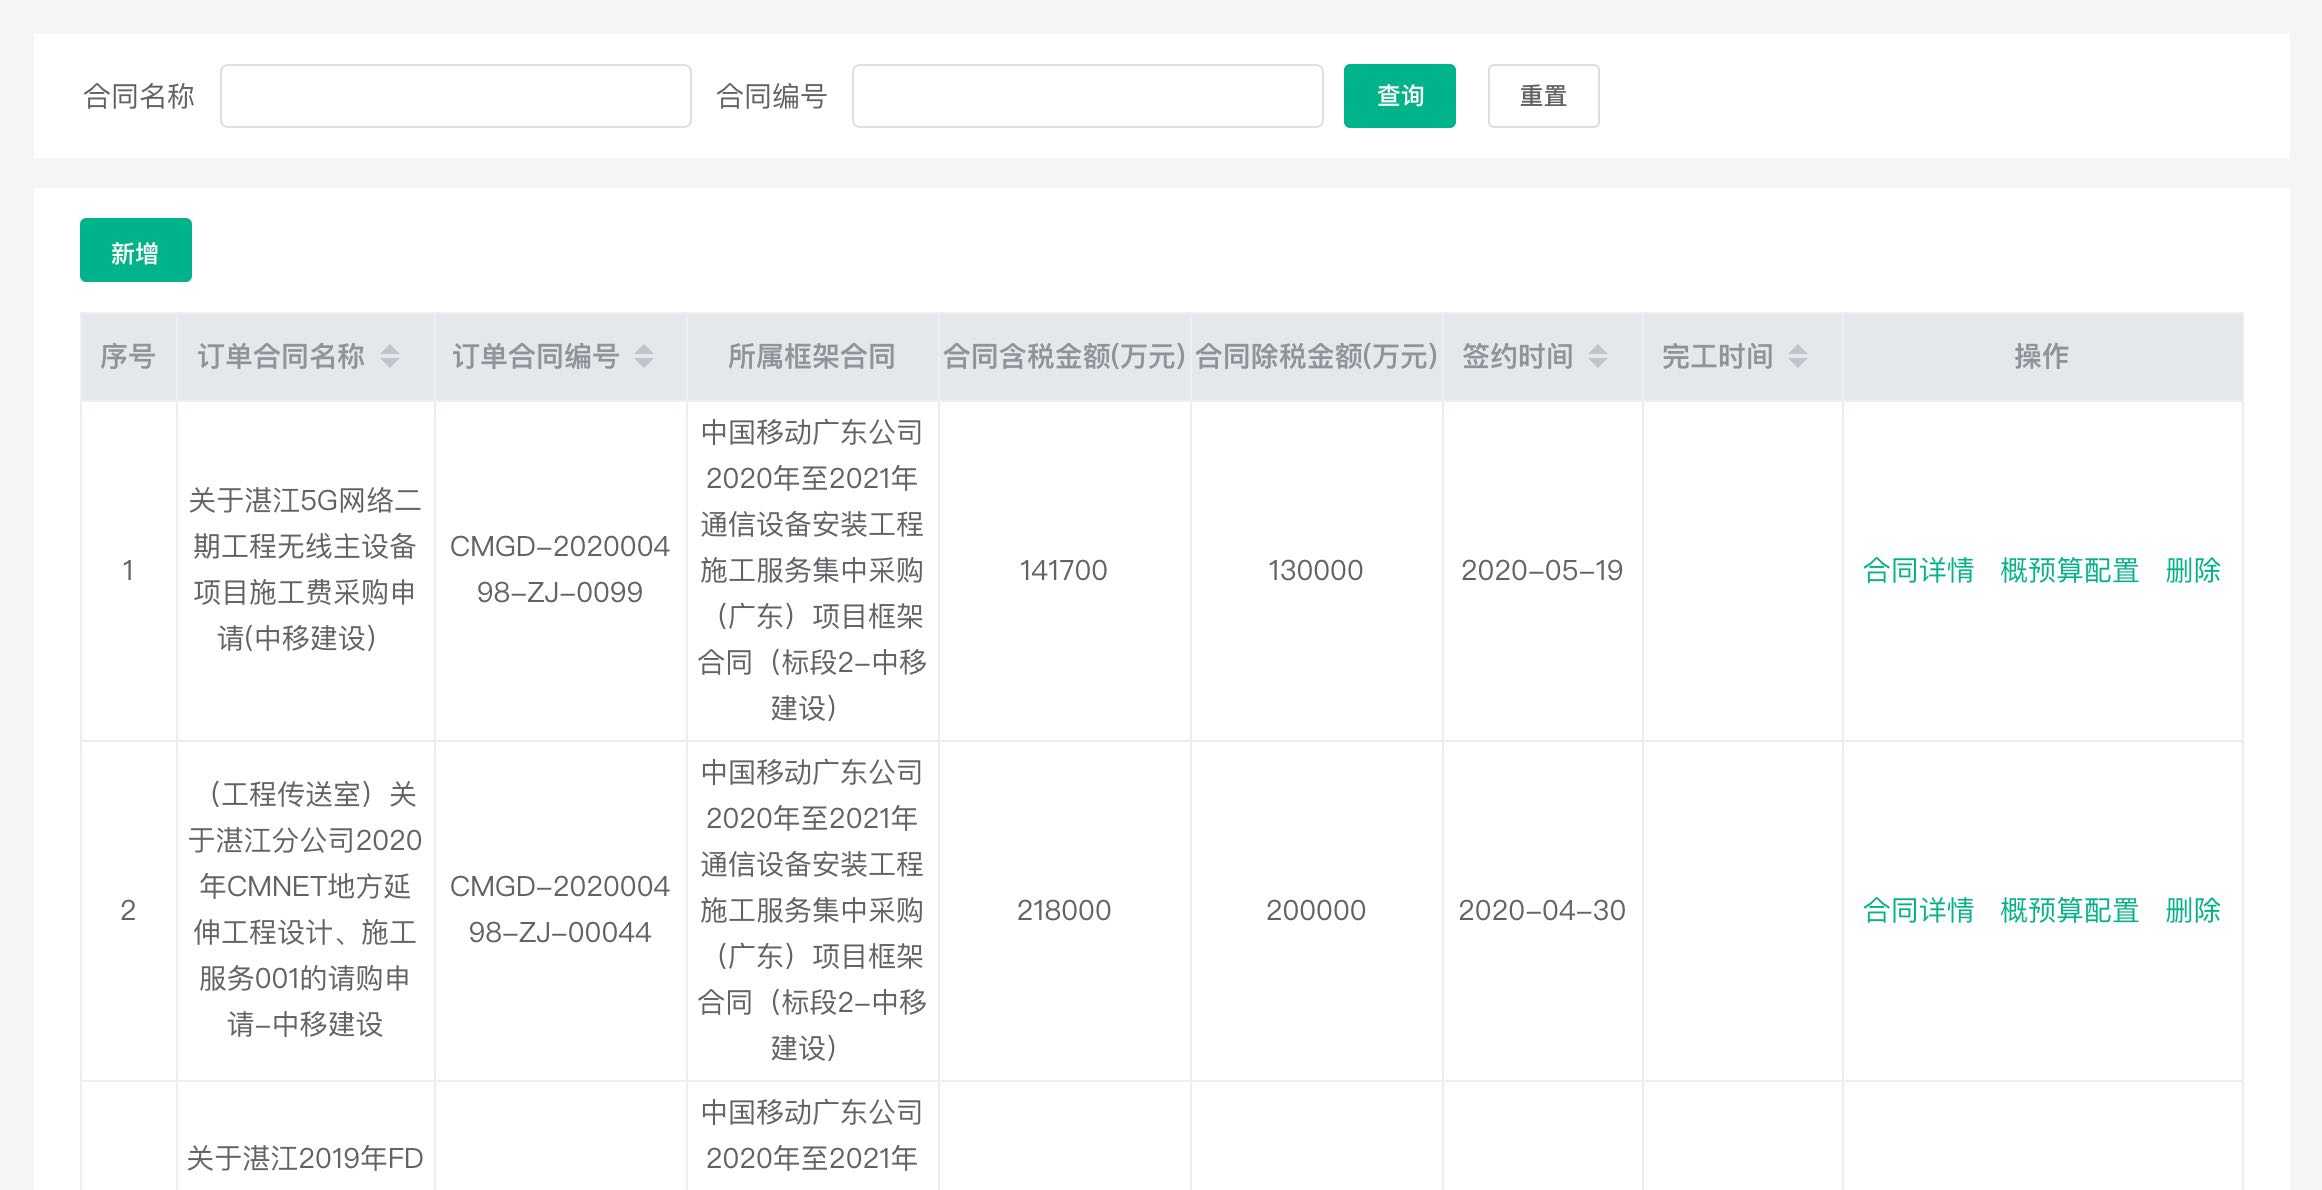 合同名称 合同编号 查询 重置
新增
序号 订单合同名称 订单合同编号 所属框架合同 合同含税金额(万元) 合同除税金额(万元) 签约时间 完工时间 操作
1
关于湛江5G网络二
期工程无线主设备
项目施工费采购申
请(中移建设)
CMGD-2020004
98-ZJ-0099
中国移动广东公司
2020年至2021年
通信设备安装工程
施工服务集中采购
（广东）项目框架
合同（标段2-中移
建设）
141700
130000
2020-05-19
合同详情 概预算配置 删除
2
（工程传送室）关
于湛江分公司2020
年CMNET地方延
伸工程设计、施工
服务001的请购申
请-中移建设
CMGD-2020004
98-ZJ-00044
中国移动广东公司
2020年至2021年
通信设备安装工程
施工服务集中采购
（广东）项目框架
合同（标段2-中移
建设）
218000
200000
2020-04-30
合同详情 概预算配置 删除
关于湛江2019年FD
中国移动广东公司
2020年至2021年